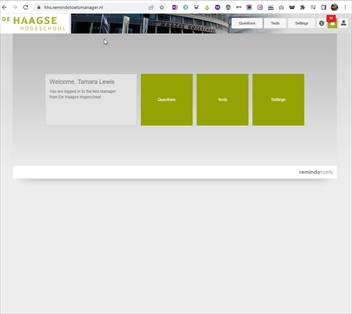 hhs.remindotoetsmanager.nl
DE HAAGSE
HOGESCHOOL
Questions
Tests
Settings
Welcome, Tamara Lewis
You are logged in to the test manager
from De Haagse Hogeschool
Questions
Tests
Settings
remindotoets